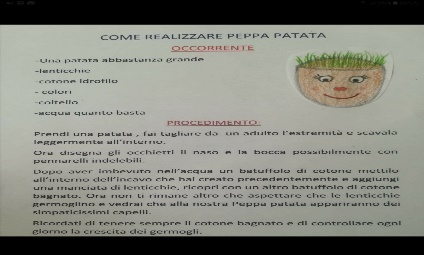 COME REALIZZARE PEPPA PATATA
OCCORRENTE
-Una patata abbastanza grande
-lenticchie
-cotone idrofilo
- colori
-coltello
-acqua quanto basta
PROCEDIMENTO:
Prendi una patata , fai tagliare da un adulto l'estremità e scavala
leggermente all'interno.
Ora disegna gli occhietti il naso e la bocca possibilmente con
pennarelli indelebili.
Dopo aver imbevuto nell'acqua un batuffolo di cotone mettilo
all'interno dell'incavo che hai creato precedentemente e aggiungi
una manciata di lenticchie, ricopri con un altro batuffolo di cotone
bagnato. Ora non ti rimane altro che aspettare che le lenticchie
germoglino e vedrai che alla nostra Peppa patata appariranno dei
simpaticissimi capelli.
Ricordati di tenere sempre il cotone bagnato e di controllare ogni
giorno la crescita dei germogli.